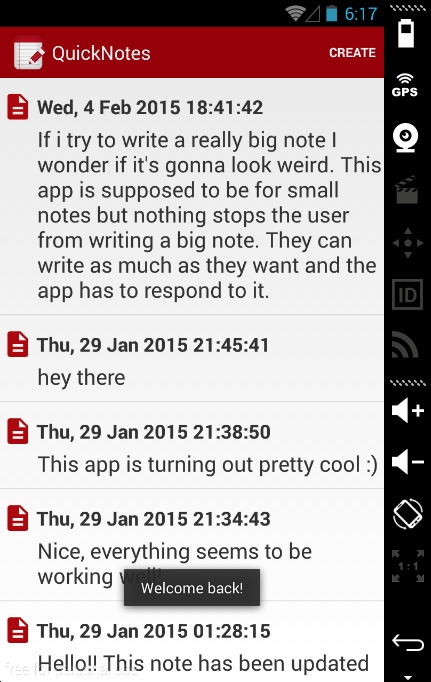 6:17
QuickNotes
CREATE
GPS
Wed, 4 Feb 2015 18:41:42
If i try to write a really big note I
wonder if it's gonna look weird. This
app is supposed to be for small
notes but nothing stops the user
from writing a big note. They can
write as much as they want and the
app has to respond to it.
ID
Thu, 29 Jan 2015 21:45:41
hey there
Thu, 29 Jan 2015 21:38:50
This app is turning out pretty cool :)
Thu, 29 Jan 2015 21:34:43
Nice, everything seems to be
working well!
1:1
Welcome back!
Thu, 29 Jan 2015 01:28:15
Hello!! This note has been updated
free for personal use